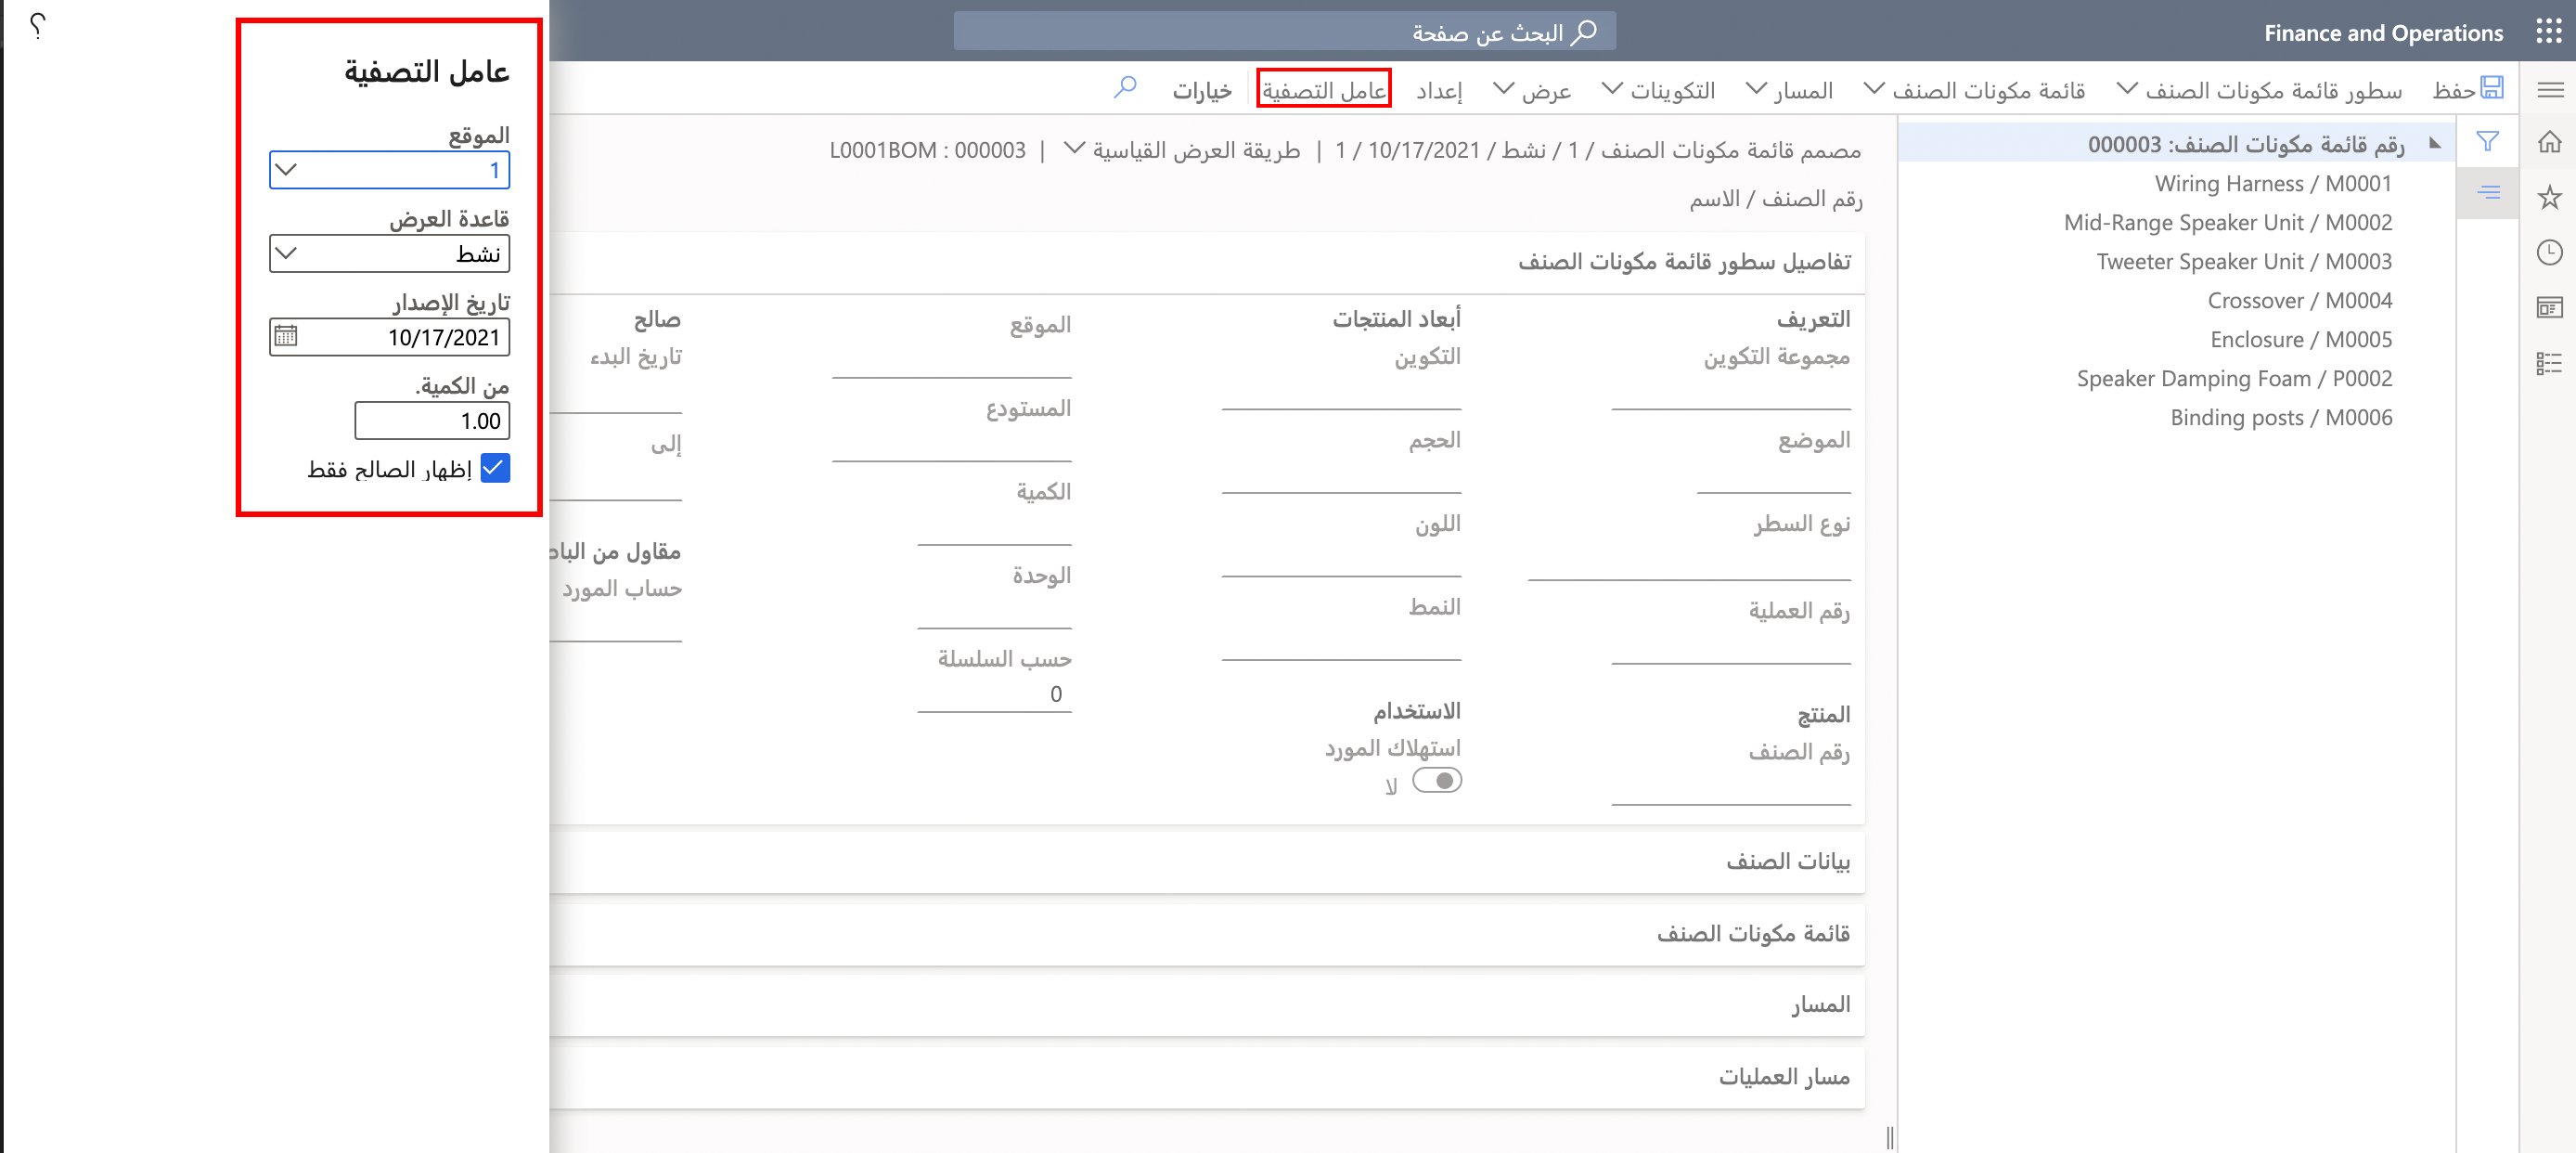 Finance and Operations
البحث عن صفحة
؟
حفظ
سطور قائمة مكونات الصنف
قائمة مكونات الصنف
المسار
التكوينات
عرض
إعداد
عامل التصفية
خيارات
رقم قائمة مكونات الصنف: 000003
Wiring Harness / M0001
Mid-Range Speaker Unit / M0002
Tweeter Speaker Unit / M0003
Crossover / M0004
Enclosure / M0005
Speaker Damping Foam / P0002
Binding posts / M0006
مصمم قائمة مكونات الصنف / 1 / نشط / 10/17/2021 / 1 | طريقة العرض القياسية | L0001BOM : 000003
رقم الصنف / الاسم
تفاصيل سطور قائمة مكونات الصنف
التعريف
مجموعة التكوين
الموضع
نوع السطر
رقم العملية
المنتج
رقم الصنف
أبعاد المنتجات
التكوين
الحجم
اللون
النمط
الاستخدام
استهلاك المورد
لا
الموقع
المستودع
الكمية
الوحدة
حسب السلسلة
0
صالح
تاريخ البدء
إلى
مقاول من الباط
حساب المورد
بيانات الصنف
قائمة مكونات الصنف
المسار
مسار العمليات
عامل التصفية
الموقع
1
قاعدة العرض
نشط
تاريخ الإصدار
10/17/2021
من الكمية.
1.00
إظهار الصالح فقط